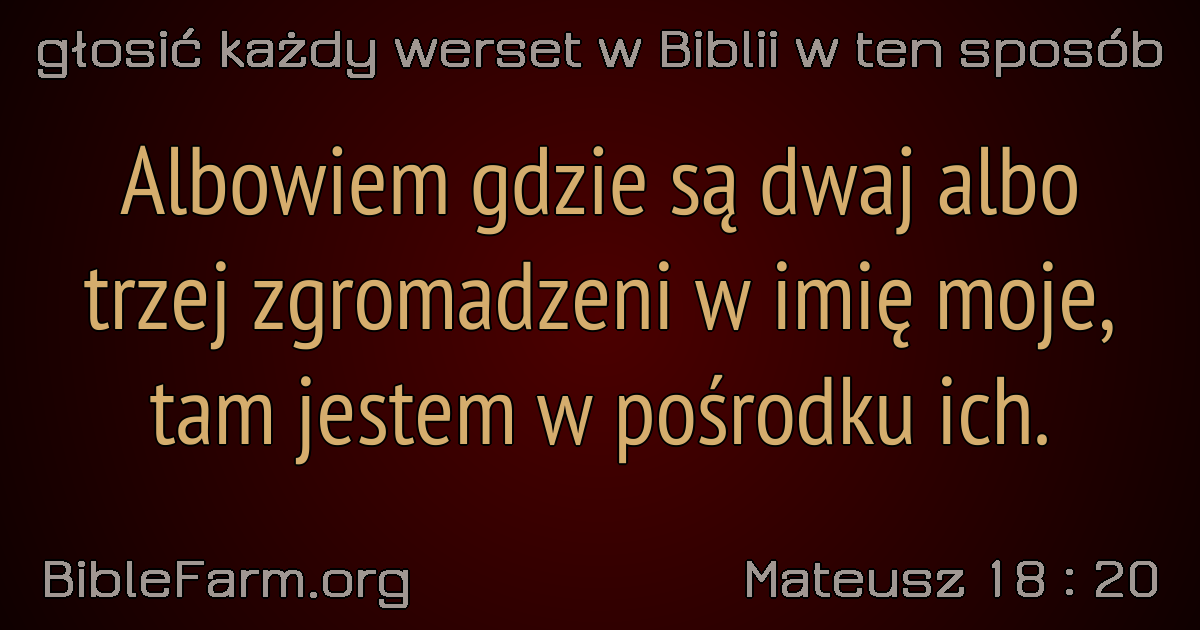 głosić każdy werset w Biblii w ten sposób
Albowiem gdzie są dwaj albo
trzej zgromadzeni w imię moje,
tam jestem w pośrodku ich.
BibleFarm.org
Mateusz 18 : 20